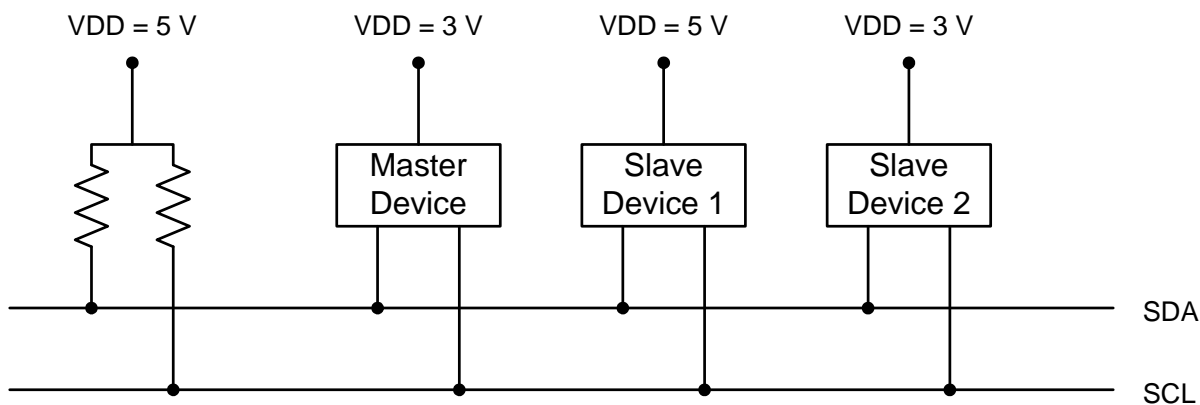 VDD = 5 V
VDD = 3 V
VDD = 5 V
VDD = 3 V
Master
Device
Slave
Device 1
Slave
Device 2
SDA
SCL